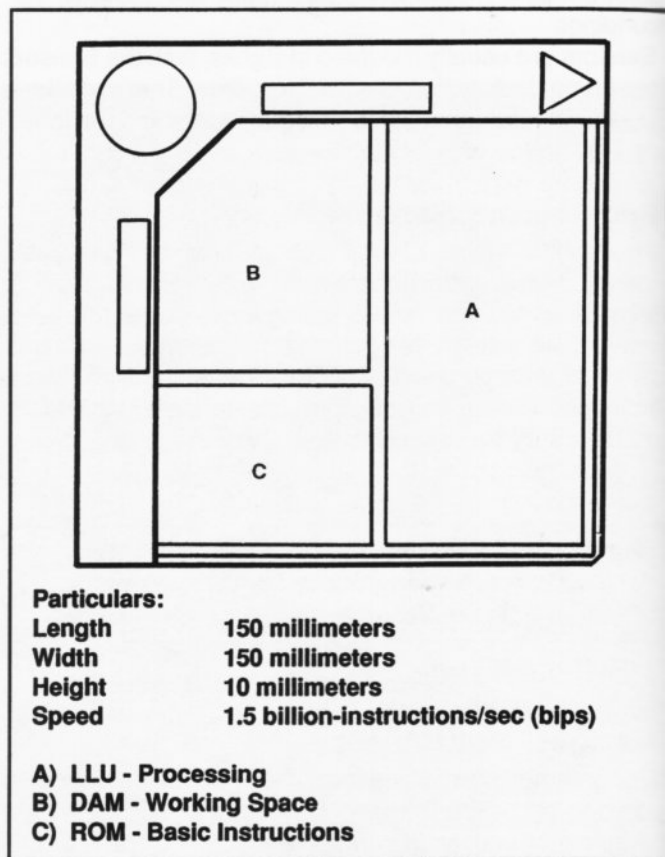 B
A
C
Particulars:
Length 150 millimeters
Width 150 millimeters
Height 10 millimeters
Speed 1.5 billion-instructions/sec (bips)
A) LLU - Processing
B) DAM - Working Space
C) ROM - Basic Instructions